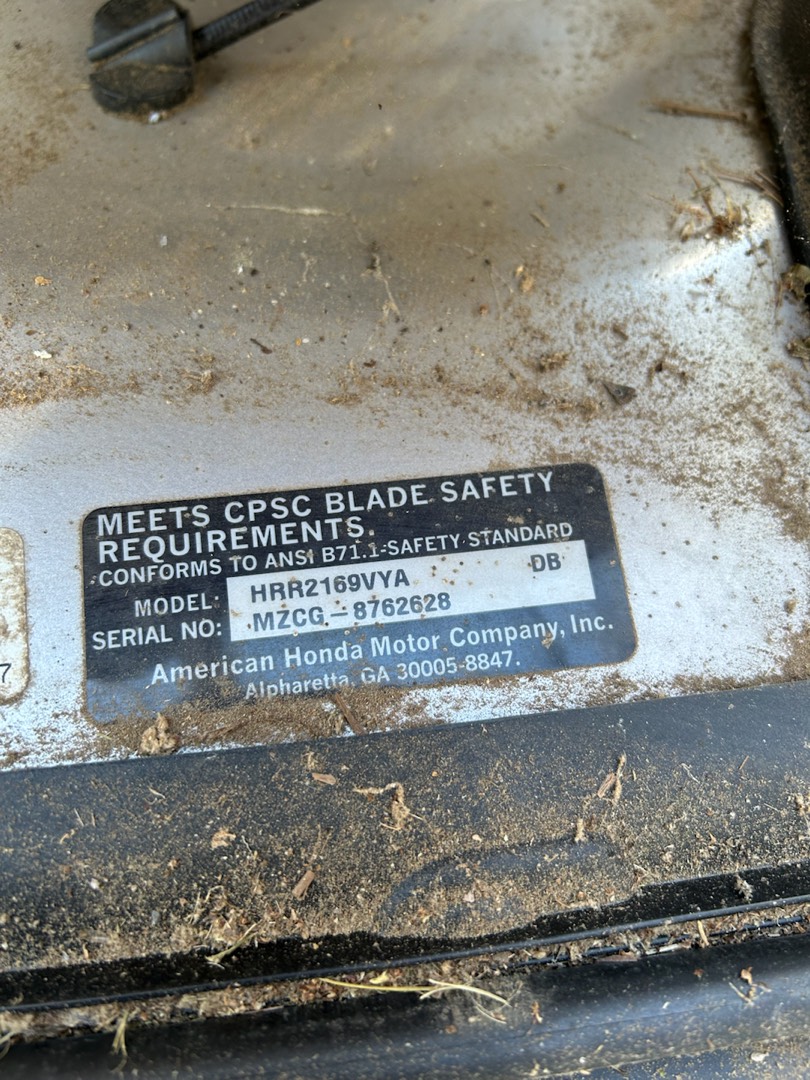 MEETS CPSC BLADE SAFETY
REQUIREMENTS
CONFORMS TO ANSI B71.1-SAFETY STANDARD
MODEL: HRR2169VYA DB
SERIAL NO: MZCG-8762628
American Honda Motor Company, Inc.
Alpharetta, GA 30005-8847.
7